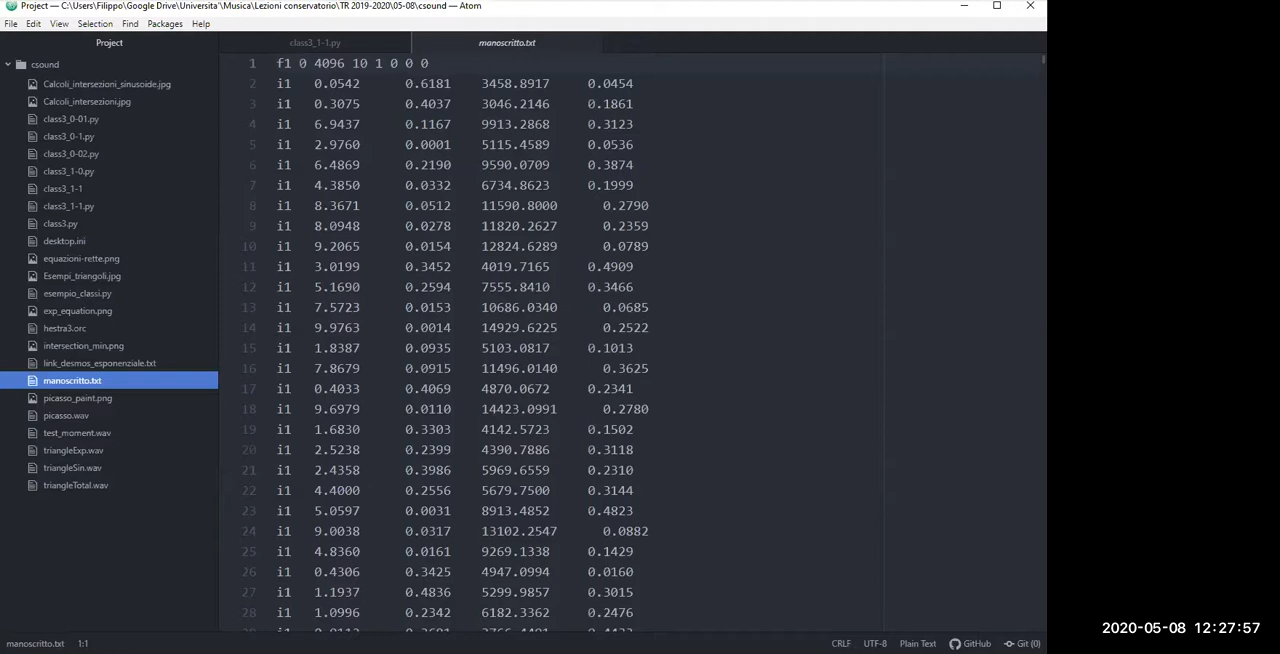 Project — C:\Users\Filippo\Google Drive\Universita'\Musica\Lezioni conservatorio\TR 2019-2020\05-08\csound — Atom
File Edit View Selection Find Packages Help
Project
class3_1-1.py
manoscritto.txt
csound
Calcoli_intersezioni_sinusoide.jpg
Calcoli_intersezioni.jpg
class3_0-01.py
class3_0-1.py
class3_0-02.py
class3_1-0.py
class3_1-1
class3_1-1.py
class3.py
desktop.ini
equazioni-rette.png
Esempi_triangoli.jpg
esempio_classi.py
exp_equation.png
hestra3.orc
intersection_min.png
link_desmos_esponenziale.txt
manoscritto.txt
picasso_paint.png
picasso.wav
test_moment.wav
triangleExp.wav
triangleSin.wav
triangleTotal.wav
1 f1 0 4096 10 1 0 0 0
2 i1 0.0542 0.6181 3458.8917 0.0454
3 i1 0.3075 0.4037 3046.2146 0.1861
4 i1 6.9437 0.1167 9913.2868 0.3123
5 i1 2.9760 0.0001 5115.4589 0.0536
6 i1 6.4869 0.2190 9590.0709 0.3874
7 i1 4.3850 0.0332 6734.8623 0.1999
8 i1 8.3671 0.0512 11590.8000 0.2790
9 i1 8.0948 0.0278 11820.2627 0.2359
10 i1 9.2065 0.0154 12824.6289 0.0789
11 i1 3.0199 0.3452 4019.7165 0.4909
12 i1 5.1690 0.2594 7555.8410 0.3466
13 i1 7.5723 0.0153 10686.0340 0.0685
14 i1 9.9763 0.0014 14929.6225 0.2522
15 i1 1.8387 0.0935 5103.0817 0.1013
16 i1 7.8679 0.0915 11496.0140 0.3625
17 i1 0.4033 0.4069 4870.0672 0.2341
18 i1 9.6979 0.0110 14423.0991 0.2780
19 i1 1.6830 0.3303 4142.5723 0.1502
20 i1 2.5238 0.2399 4390.7886 0.3118
21 i1 2.4358 0.3986 5969.6559 0.2310
22 i1 4.4000 0.2556 5679.7500 0.3144
23 i1 5.0597 0.0031 8913.4852 0.4823
24 i1 9.0038 0.0317 13102.2547 0.0882
25 i1 4.8360 0.0161 9269.1338 0.1429
26 i1 0.4306 0.3425 4947.0994 0.0160
27 i1 1.1937 0.4836 5299.9857 0.3015
28 i1 1.0996 0.2342 6182.3362 0.2476
manoscritto.txt 1:1
CRLF UTF-8 Plain Text GitHub Git (0)
2020-05-08 12:27:57